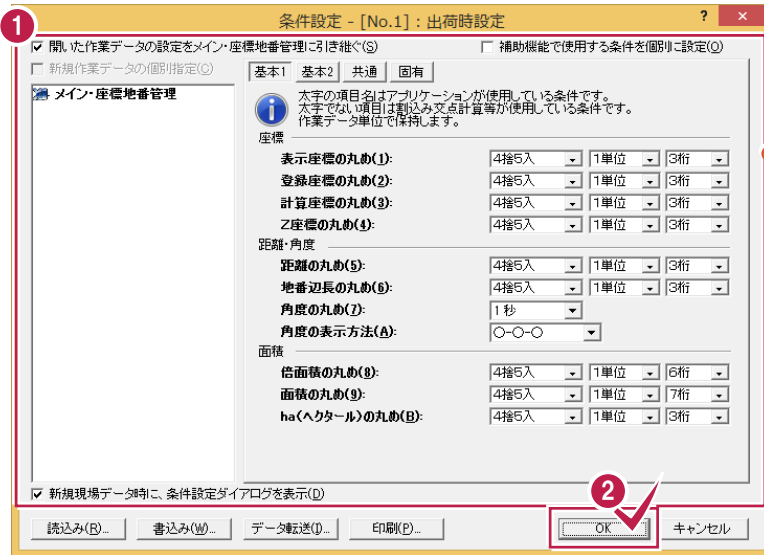 1
条件設定 - [No.1]：出荷時設定 ? ×
開いた作業データの設定をメイン・座標地番管理に引き継ぐ(S) 補助機能で使用する条件を個別に設定(O)
新規作業データの個別指定(C) 基本1 基本2 共通 固有
メイン・座標地番管理
太字の項目名はアプリケーションが使用している条件です。
太字でない項目は割込み交点計算等が使用している条件です。
作業データ単位で保持します。
座標
表示座標の丸め(1): 4捨5入 1単位 3桁
登録座標の丸め(2): 4捨5入 1単位 3桁
計算座標の丸め(3): 4捨5入 1単位 3桁
Z座標の丸め(4): 4捨5入 1単位 3桁
距離・角度
距離の丸め(5): 4捨5入 1単位 3桁
地番辺長の丸め(6): 4捨5入 1単位 3桁
角度の丸め(7): 1秒
角度の表示方法(A): ○-○-○
面積
倍面積の丸め(8): 4捨5入 1単位 6桁
面積の丸め(9): 4捨5入 1単位 7桁
ha(ヘクタール)の丸め(B): 4捨5入 1単位 3桁
新規現場データ時に、条件設定ダイアログを表示(D)
2
読込み(R)... 書込み(W)... データ転送(I)... 印刷(P)... OK キャンセル